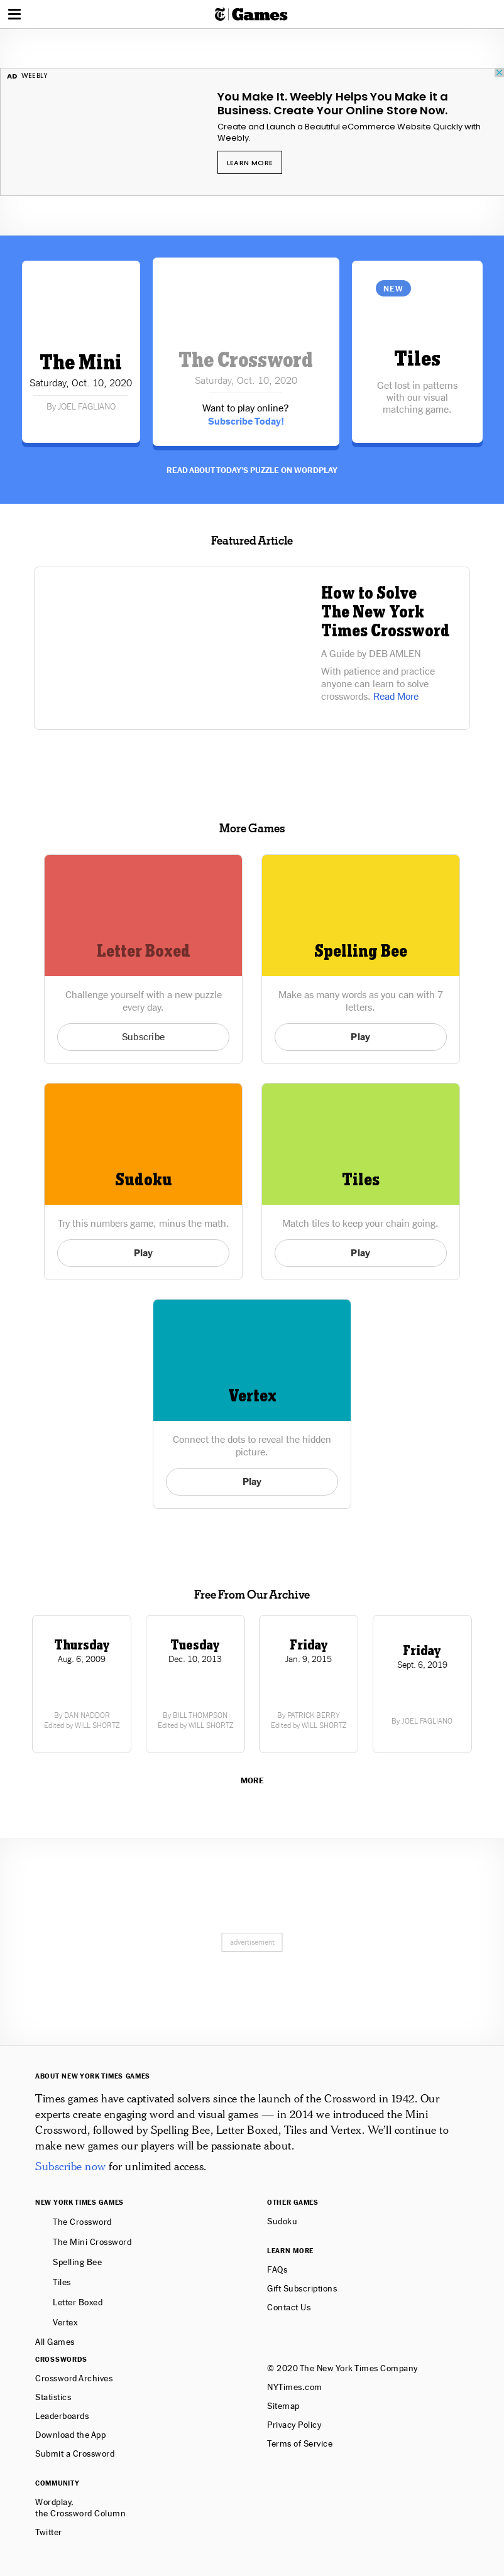 Games
AD WEEBLY
You Make It. Weebly Helps You Make it a
Business. Create Your Online Store Now.
Create and Launch a Beautiful eCommerce Website Quickly with
Weebly.
LEARN MORE
The Mini
Saturday, Oct. 10, 2020
By JOEL FAGLIANO
The Crossword
Saturday, Oct. 10, 2020
Want to play online?
Subscribe Today!
NEW
Tiles
Get lost in patterns
with our visual
matching game.
READ ABOUT TODAY'S PUZZLE ON WORDPLAY
Featured Article
How to Solve
The New York
Times Crossword
A Guide by DEB AMLEN
With patience and practice
anyone can learn to solve
crosswords. Read More
More Games
Letter Boxed
Challenge yourself with a new puzzle
every day.
Subscribe
Spelling Bee
Make as many words as you can with 7
letters.
Play
Sudoku
Try this numbers game, minus the math.
Play
Tiles
Match tiles to keep your chain going.
Play
Vertex
Connect the dots to reveal the hidden
picture.
Play
Free From Our Archive
Thursday
Aug. 6, 2009
By DAN NADDOR
Edited by WILL SHORTZ
Tuesday
Dec. 10, 2013
By BILL THOMPSON
Edited by WILL SHORTZ
Friday
Jan. 9, 2015
By PATRICK BERRY
Edited by WILL SHORTZ
Friday
Sept. 6, 2019
By JOEL FAGLIANO
MORE
advertisement
ABOUT NEW YORK TIMES GAMES
Times games have captivated solvers since the launch of the Crossword in 1942. Our
experts create engaging word and visual games — in 2014 we introduced the Mini
Crossword, followed by Spelling Bee, Letter Boxed, Tiles and Vertex. We'll continue to
make new games our players will be passionate about.
Subscribe now for unlimited access.
NEW YORK TIMES GAMES
The Crossword
The Mini Crossword
Spelling Bee
Tiles
Letter Boxed
Vertex
All Games
CROSSWORDS
Crossword Archives
Statistics
Leaderboards
Download the App
Submit a Crossword
COMMUNITY
Wordplay,
the Crossword Column
Twitter
OTHER GAMES
Sudoku
LEARN MORE
FAQs
Gift Subscriptions
Contact Us
© 2020 The New York Times Company
NYTimes.com
Sitemap
Privacy Policy
Terms of Service